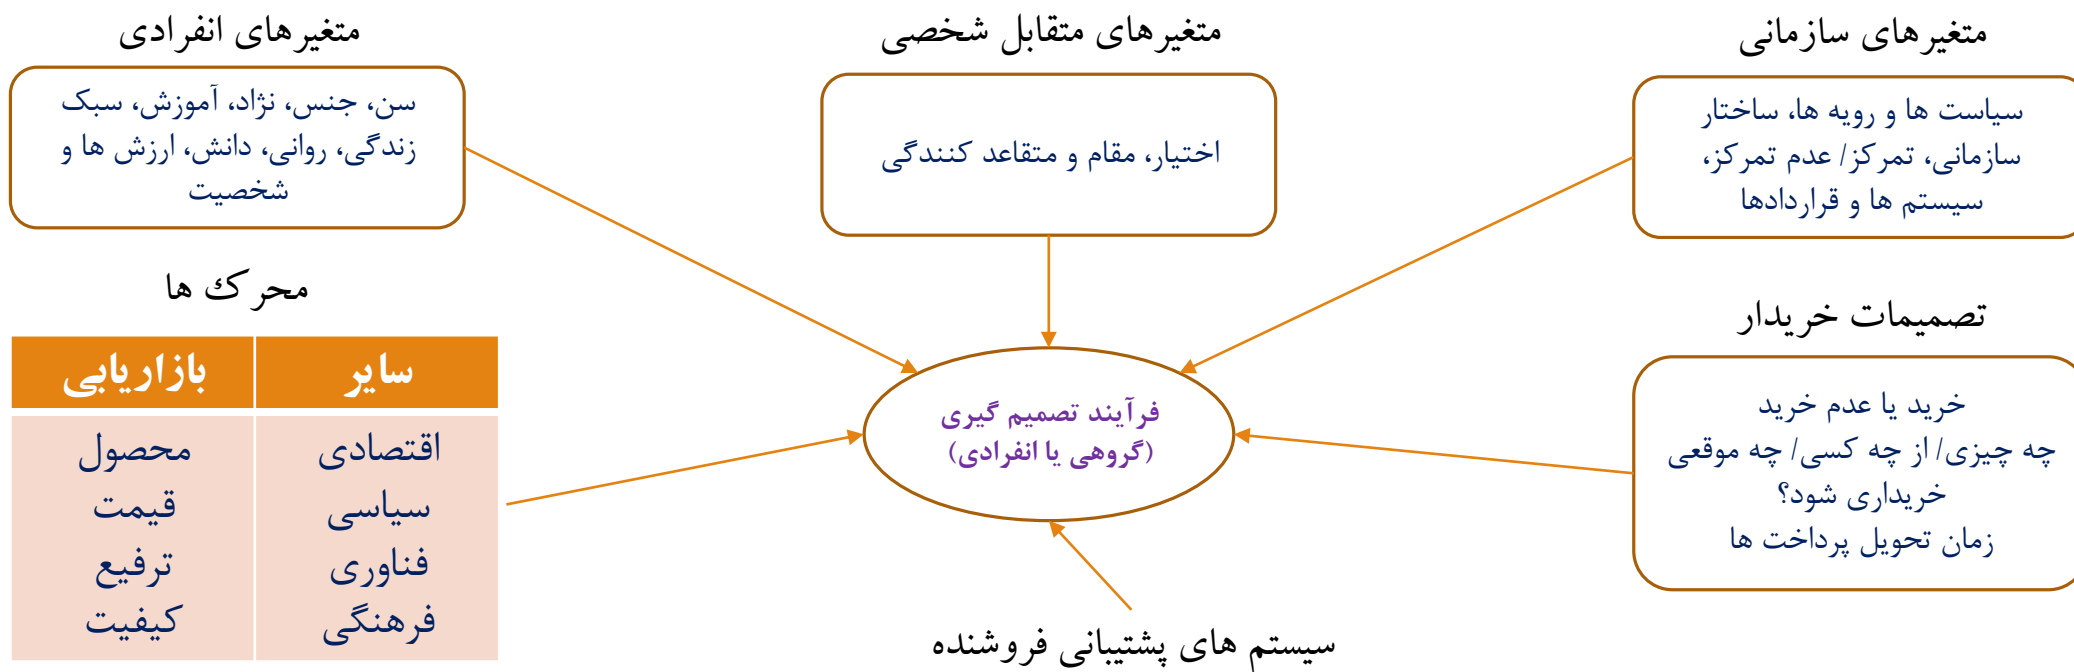 متغیرهای سازمانی
سیاست ها و رویه ها، ساختار
سازمانی، تمرکز/ عدم تمرکز،
سیستم ها و قراردادها
متغیرهای متقابل شخصی
اختیار، مقام و متقاعد کنندگی
متغیرهای انفرادی
سن، جنس، نژاد، آموزش، سبک
زندگی، روانی، دانش، ارزش ها و
شخصیت
تصمیمات خریدار
خرید یا عدم خرید
چه چیزی/ از چه کسی/ چه موقعی
خریداری شود؟
زمان تحویل پرداخت ها
فرآیند تصمیم گیری
(گروهی یا انفرادی)
محرک ها
سایر بازاریابی
اقتصادی محصول
سیاسی قیمت
فناوری ترفیع
فرهنگی کیفیت
سیستم های پشتیبانی فروشنده